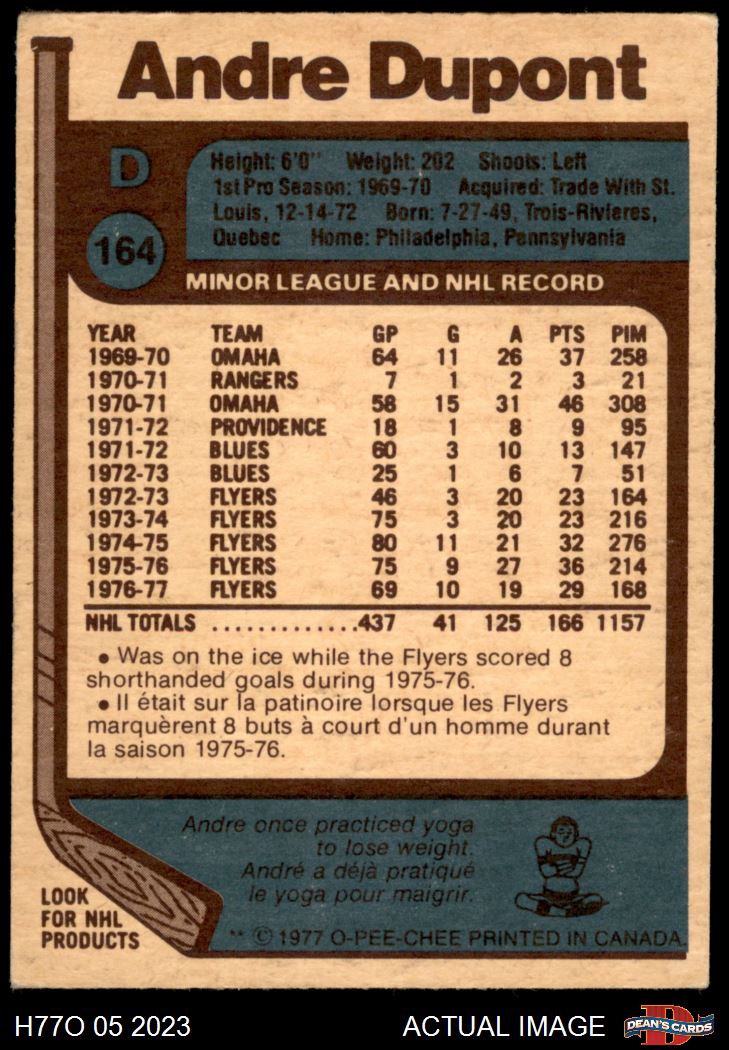 Andre Dupont
D
164
Height: 6'0" Weight: 202 Shoots: Left
1st Pro Season: 1969-70 Acquired: Trade With St.
Louis, 12-14-72 Born: 7-27-49, Trois-Rivieres,
Quebec Home: Philadelphia, Pennsylvania
MINOR LEAGUE AND NHL RECORD
YEAR TEAM GP G A PTS PIM
1969-70 OMAHA 64 11 26 37 258
1970-71 RANGERS 7 1 2 3 21
1970-71 OMAHA 58 15 31 46 308
1971-72 PROVIDENCE 18 1 8 9 95
1971-72 BLUES 60 3 10 13 147
1972-73 BLUES 25 1 6 7 51
1972-73 FLYERS 46 3 20 23 164
1973-74 FLYERS 75 3 20 23 216
1974-75 FLYERS 80 11 21 32 276
1975-76 FLYERS 75 9 27 36 214
1976-77 FLYERS 69 10 19 29 168
NHL TOTALS .............437 41 125 166 1157
• Was on the ice while the Flyers scored 8
shorthanded goals during 1975-76.
• Il était sur la patinoire lorsque les Flyers
marquèrent 8 buts à court d'un homme durant
la saison 1975-76.
Andre once practiced yoga
to lose weight.
André a déjà pratiqué
le yoga pour maigrir.
LOOK
FOR NHL
PRODUCTS
** © 1977 O-PEE-CHEE PRINTED IN CANADA.
H77O 05 2023 ACTUAL IMAGE
D
DEAN'S CARDS